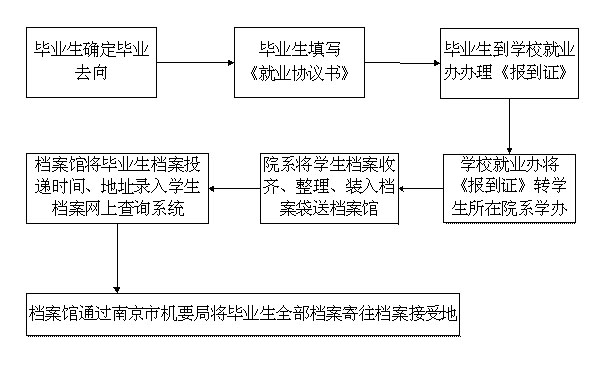 毕业生确定毕业
去向
毕业生填写
《就业协议书》
毕业生到学校就业
办办理《报到证》
学校就业办将
《报到证》转学
生所在院系学办
院系将学生档案收
齐、整理、装入档
案袋送档案馆
档案馆将毕业生档案投
递时间、地址录入学生
档案网上查询系统
档案馆通过南京市机要局将毕业生全部档案寄往档案接受地